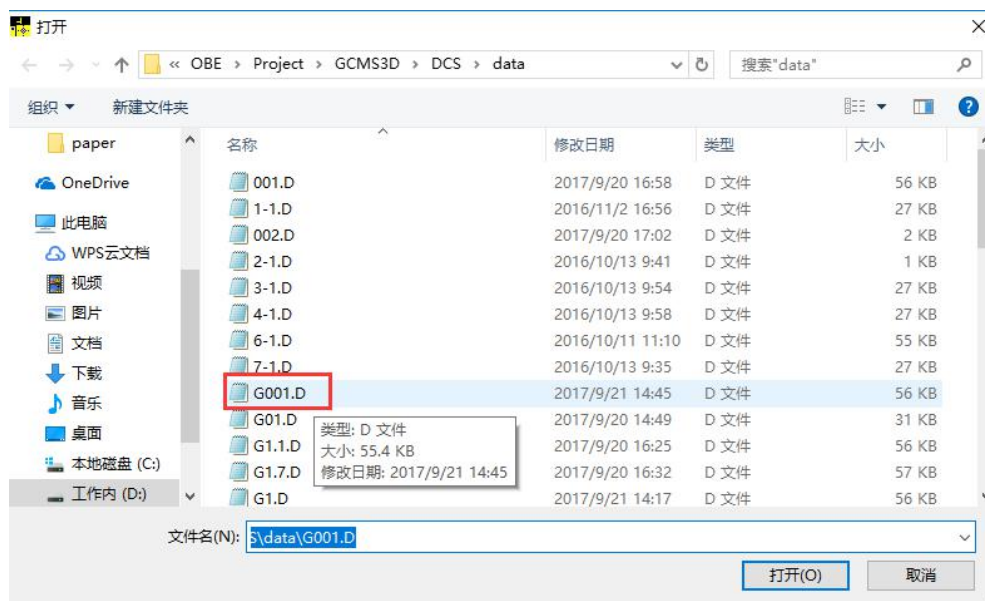 打开
« OBE › Project › GCMS3D › DCS › data 搜索"data"
组织 新建文件夹
名称 修改日期 类型 大小
paper
OneDrive
此电脑
WPS云文档
视频
图片
文档
下载
音乐
桌面
本地磁盘 (C:)
工作内 (D:)
001.D 2017/9/20 16:58 D 文件 56 KB
1-1.D 2016/11/2 16:56 D 文件 27 KB
002.D 2017/9/20 17:02 D 文件 2 KB
2-1.D 2016/10/13 9:41 D 文件 1 KB
3-1.D 2016/10/13 9:54 D 文件 27 KB
4-1.D 2016/10/13 9:58 D 文件 27 KB
6-1.D 2016/10/11 11:10 D 文件 55 KB
7-1.D 2016/10/13 9:35 D 文件 27 KB
G001.D 2017/9/21 14:45 D 文件 56 KB
G01.D 2017/9/20 14:49 D 文件 31 KB
G1.1.D 2017/9/20 16:25 D 文件 56 KB
G1.7.D 2017/9/20 16:32 D 文件 57 KB
G1.D 2017/9/21 14:17 D 文件 56 KB
类型: D 文件
大小: 55.4 KB
修改日期: 2017/9/21 14:45
文件名(N): S\data\G001.D
打开(O) 取消